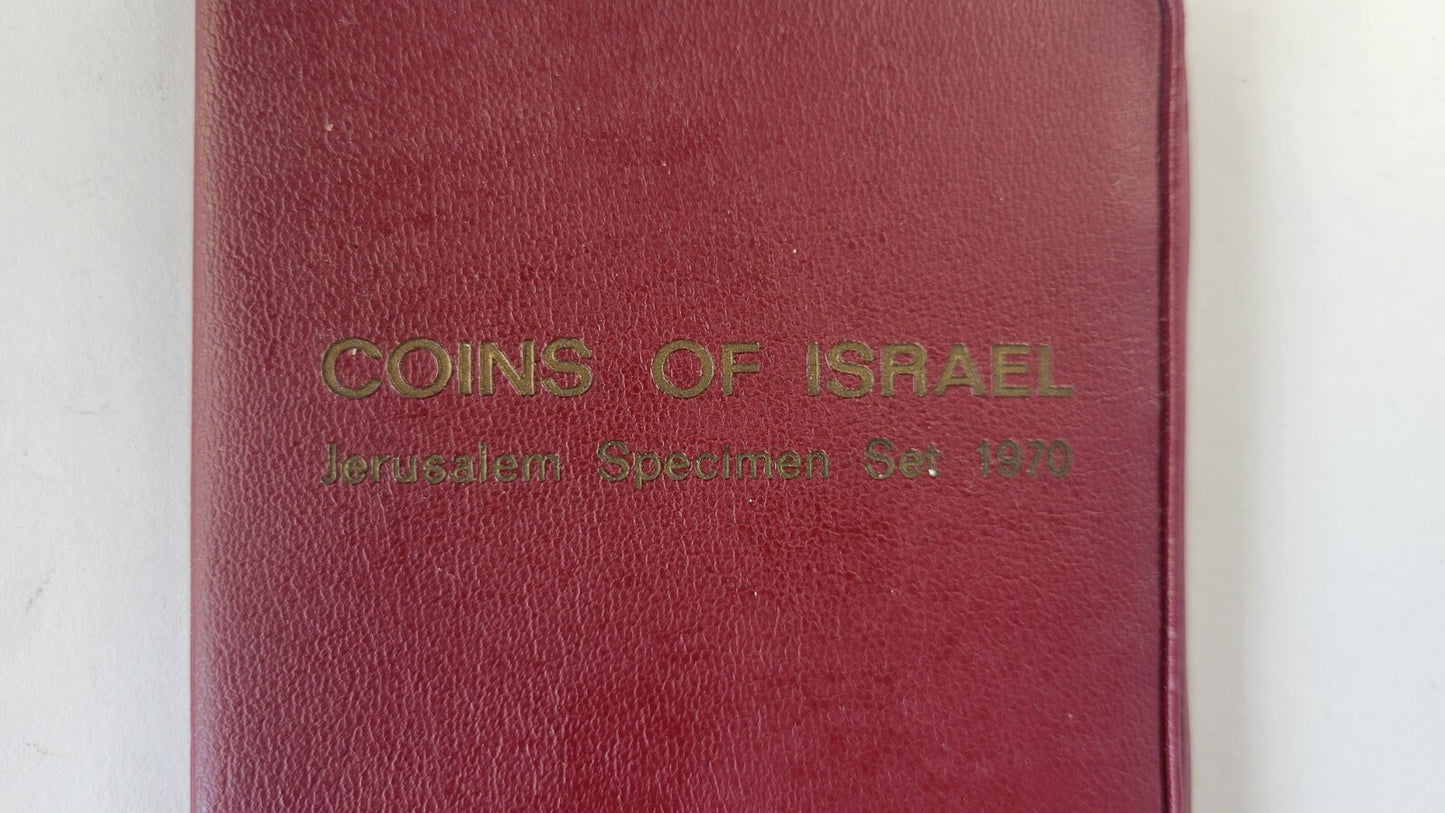 COINS OF ISRAEL
Jerusalem Specimen Set 1970